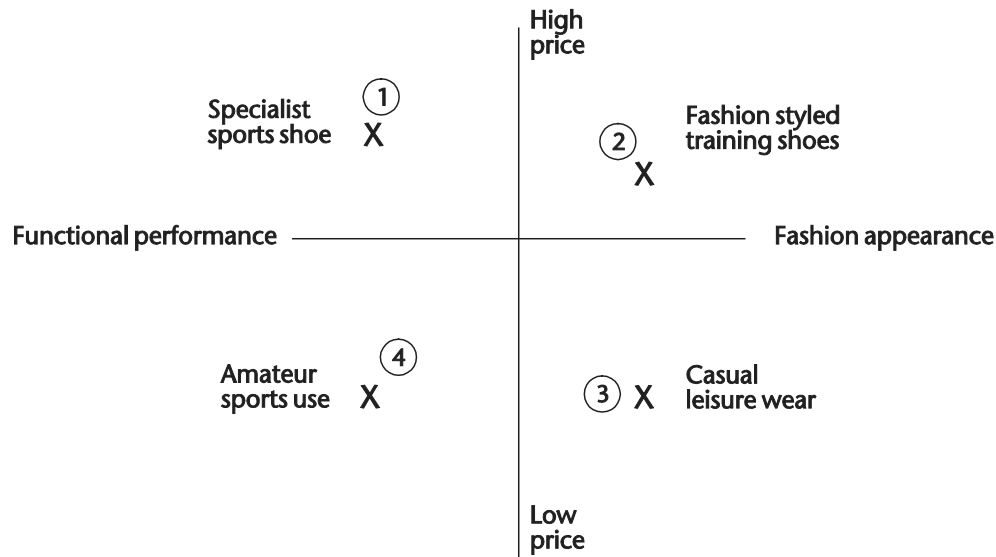 High
price
1
Specialist
sports shoe
X
2
Fashion styled
training shoes
X
Functional performance
Fashion appearance
4
Amateur
sports use
X
3
X
Casual
leisure wear
Low
price